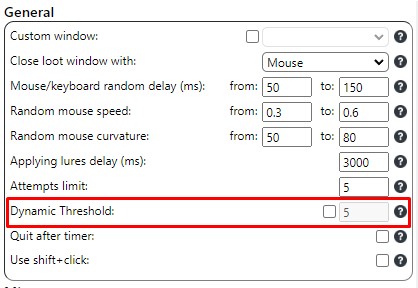 General
Custom window: ?
Close loot window with: Mouse ?
Mouse/keyboard random delay (ms): from: 50 to: 150 ?
Random mouse speed: from: 0.3 to: 0.6 ?
Random mouse curvature: from: 50 to: 80 ?
Applying lures delay (ms): 3000 ?
Attempts limit: 5 ?
Dynamic Threshold: 5 ?
Quit after timer: ?
Use shift+click: ?